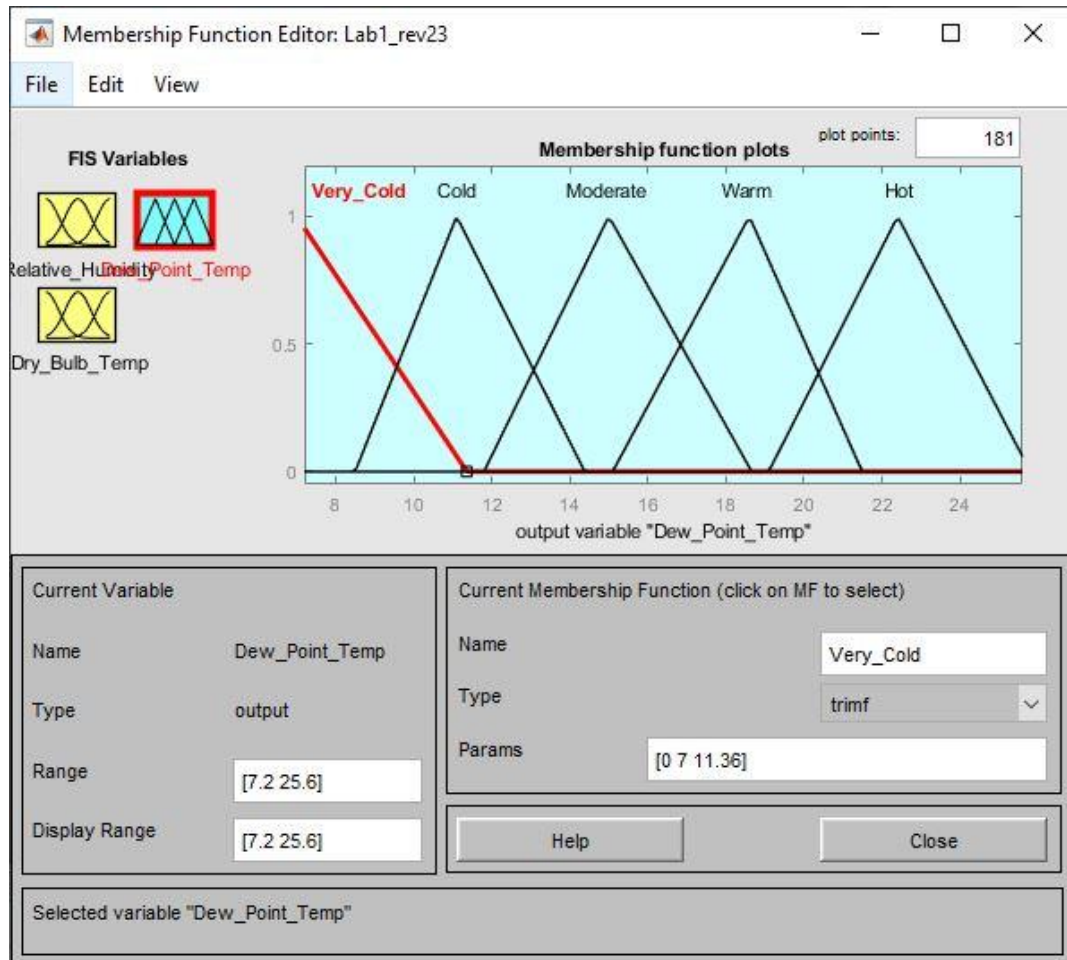 Membership Function Editor: Lab1_rev23
File Edit View
FIS Variables
Relative_Humidity
Dew_Point_Temp
Dry_Bulb_Temp
plot points: 181
Membership function plots
Very_Cold Cold Moderate Warm Hot
1
0.5
0
8 10 12 14 16 18 20 22 24
output variable "Dew_Point_Temp"
Current Variable
Name Dew_Point_Temp
Type output
Range [7.2 25.6]
Display Range [7.2 25.6]
Current Membership Function (click on MF to select)
Name Very_Cold
Type trimf
Params [0 7 11.36]
Help Close
Selected variable "Dew_Point_Temp"